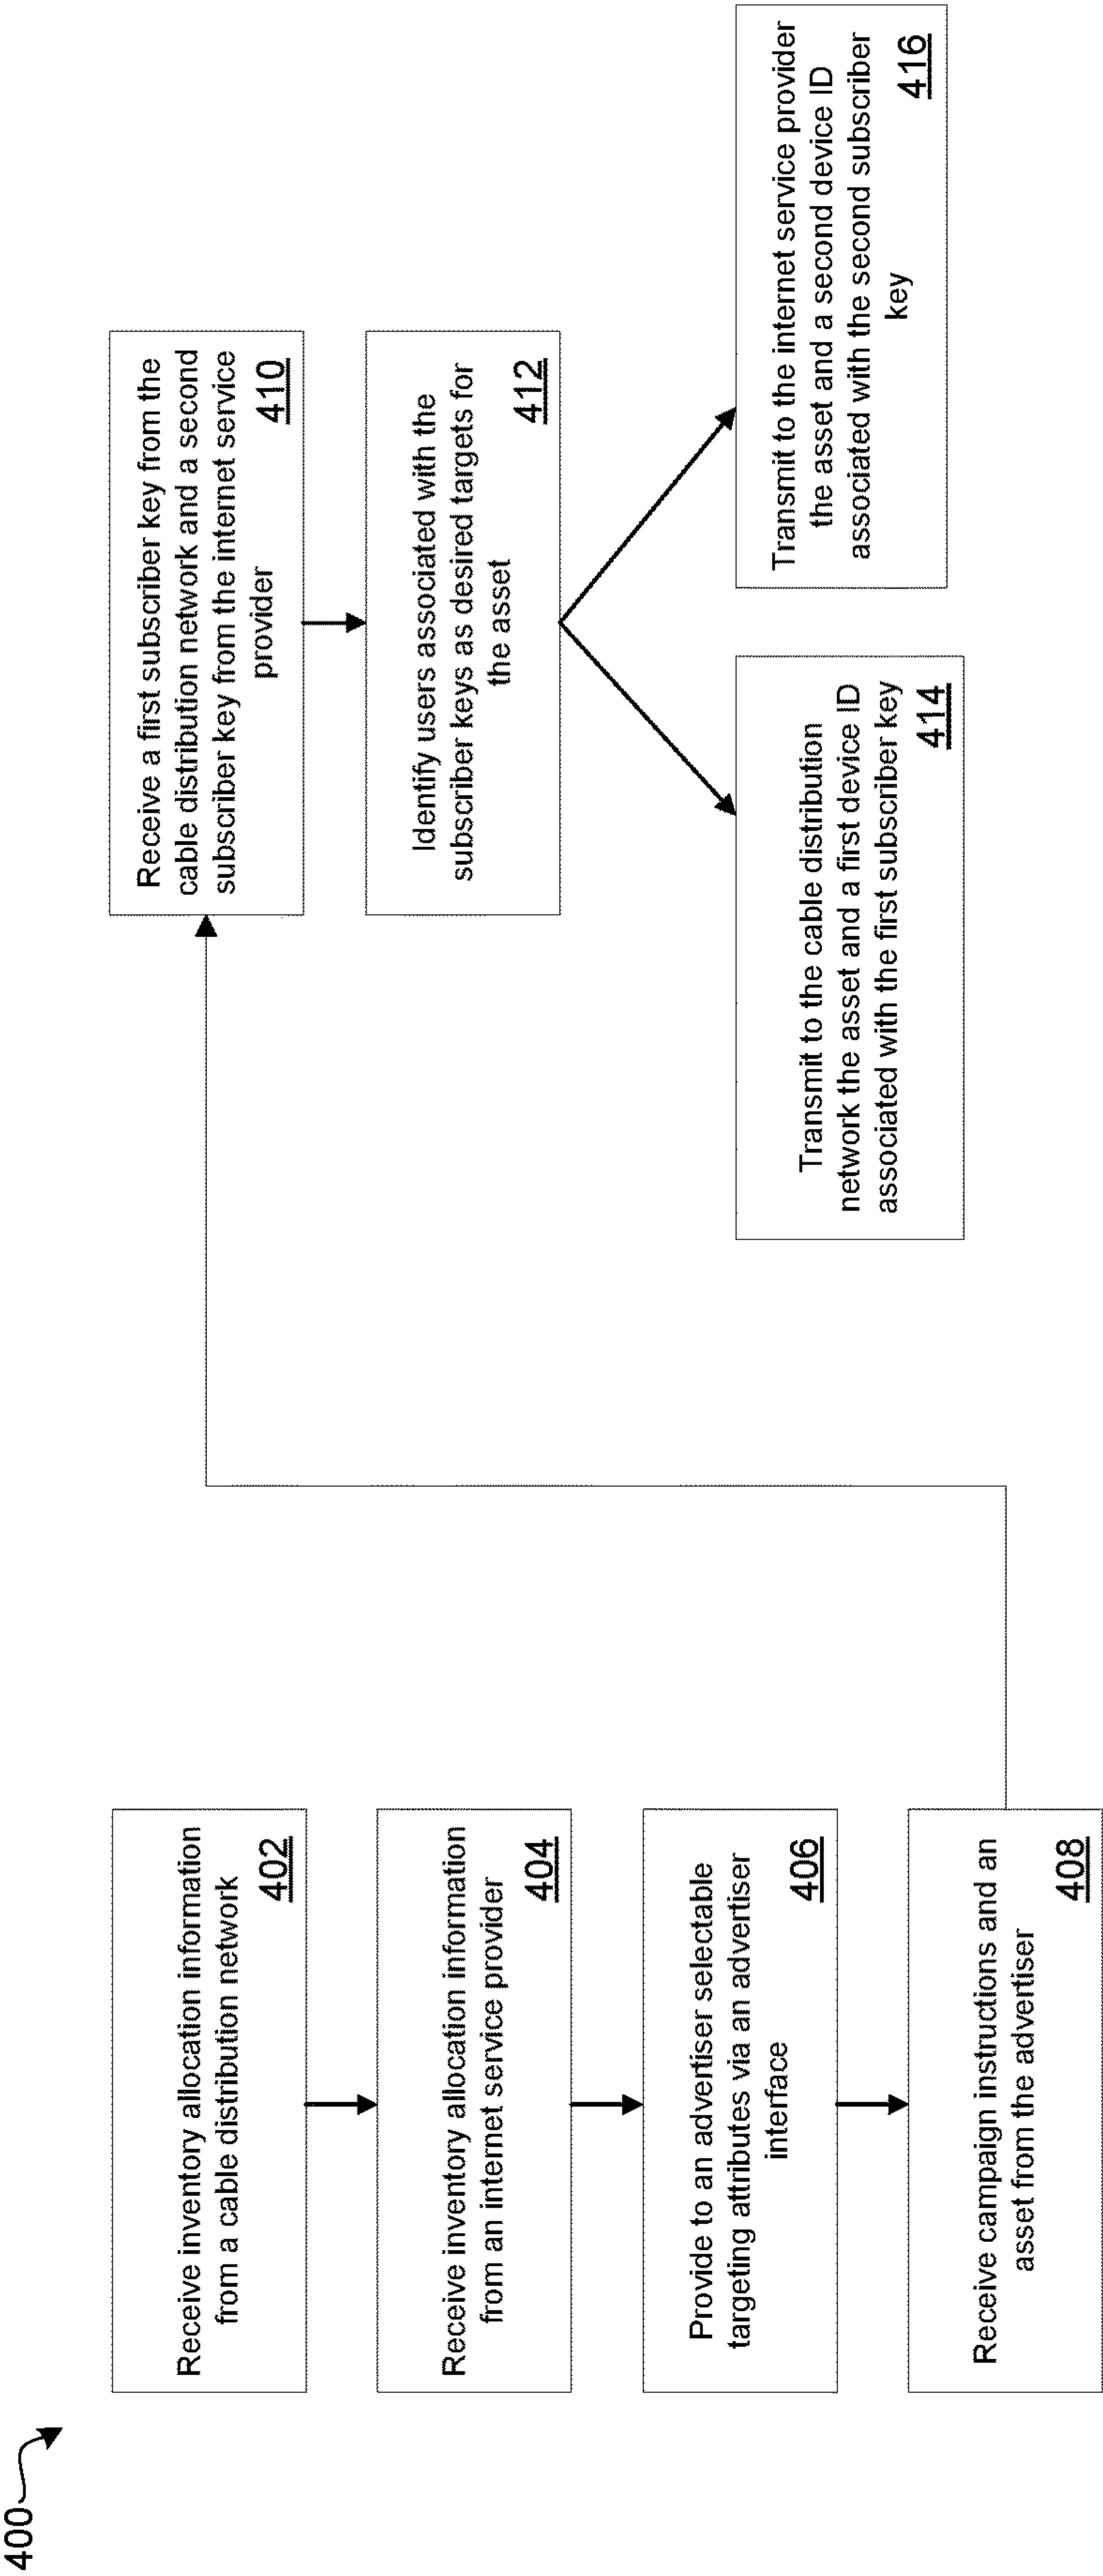 400
Receive inventory allocation information
from a cable distribution network
402
Receive inventory allocation information
from an internet service provider
404
Provide to an advertiser selectable
targeting attributes via an advertiser
interface
406
Receive campaign instructions and an
asset from the advertiser
408
Receive a first subscriber key from the
cable distribution network and a second
subscriber key from the internet service
provider
410
Identify users associated with the
subscriber keys as desired targets for
the asset
412
Transmit to the cable distribution
network the asset and a first device ID
associated with the first subscriber key
414
Transmit to the internet service provider
the asset and a second device ID
associated with the second subscriber
key
416